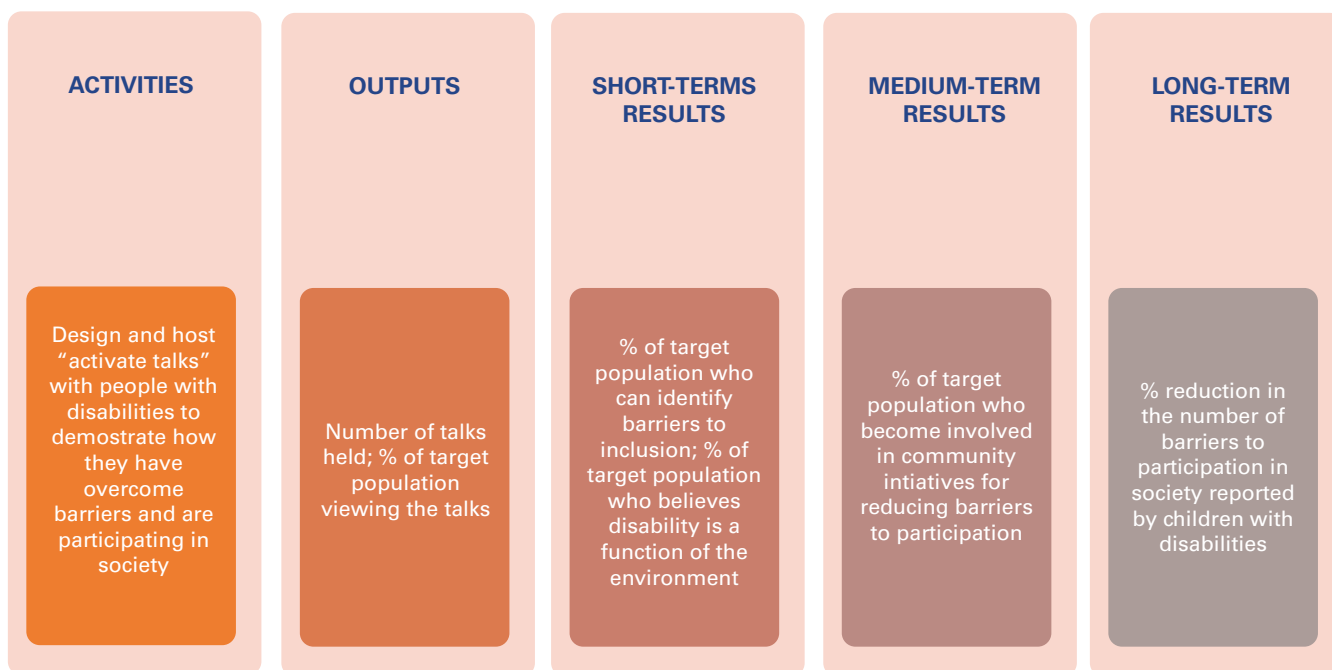 ACTIVITIES
Design and host
“activate talks”
with people with
disabilities to
demostrate how
they have
overcome
barriers and are
participating in
society
OUTPUTS
Number of talks
held; % of target
population
viewing the talks
SHORT-TERMS
RESULTS
% of target
population who
can identify
barriers to
inclusion; % of
target population
who believes
disability is a
function of the
environment
MEDIUM-TERM
RESULTS
% of target
population who
become involved
in community
intiatives for
reducing barriers
to participation
LONG-TERM
RESULTS
% reduction in
the number of
barriers to
participation in
society reported
by children with
disabilities